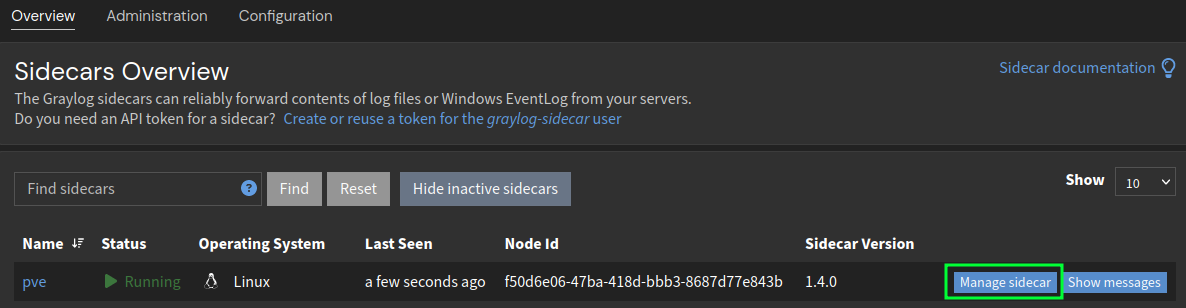 Overview Administration Configuration
Sidecars Overview
Sidecar documentation
The Graylog sidecars can reliably forward contents of log files or Windows EventLog from your servers.
Do you need an API token for a sidecar? Create or reuse a token for the graylog-sidecar user
Find sidecars ? Find Reset Hide inactive sidecars Show 10
Name Status Operating System Last Seen Node Id Sidecar Version
pve Running Linux a few seconds ago f50d6e06-47ba-418d-bbb3-8687d77e843b 1.4.0 Manage sidecar Show messages